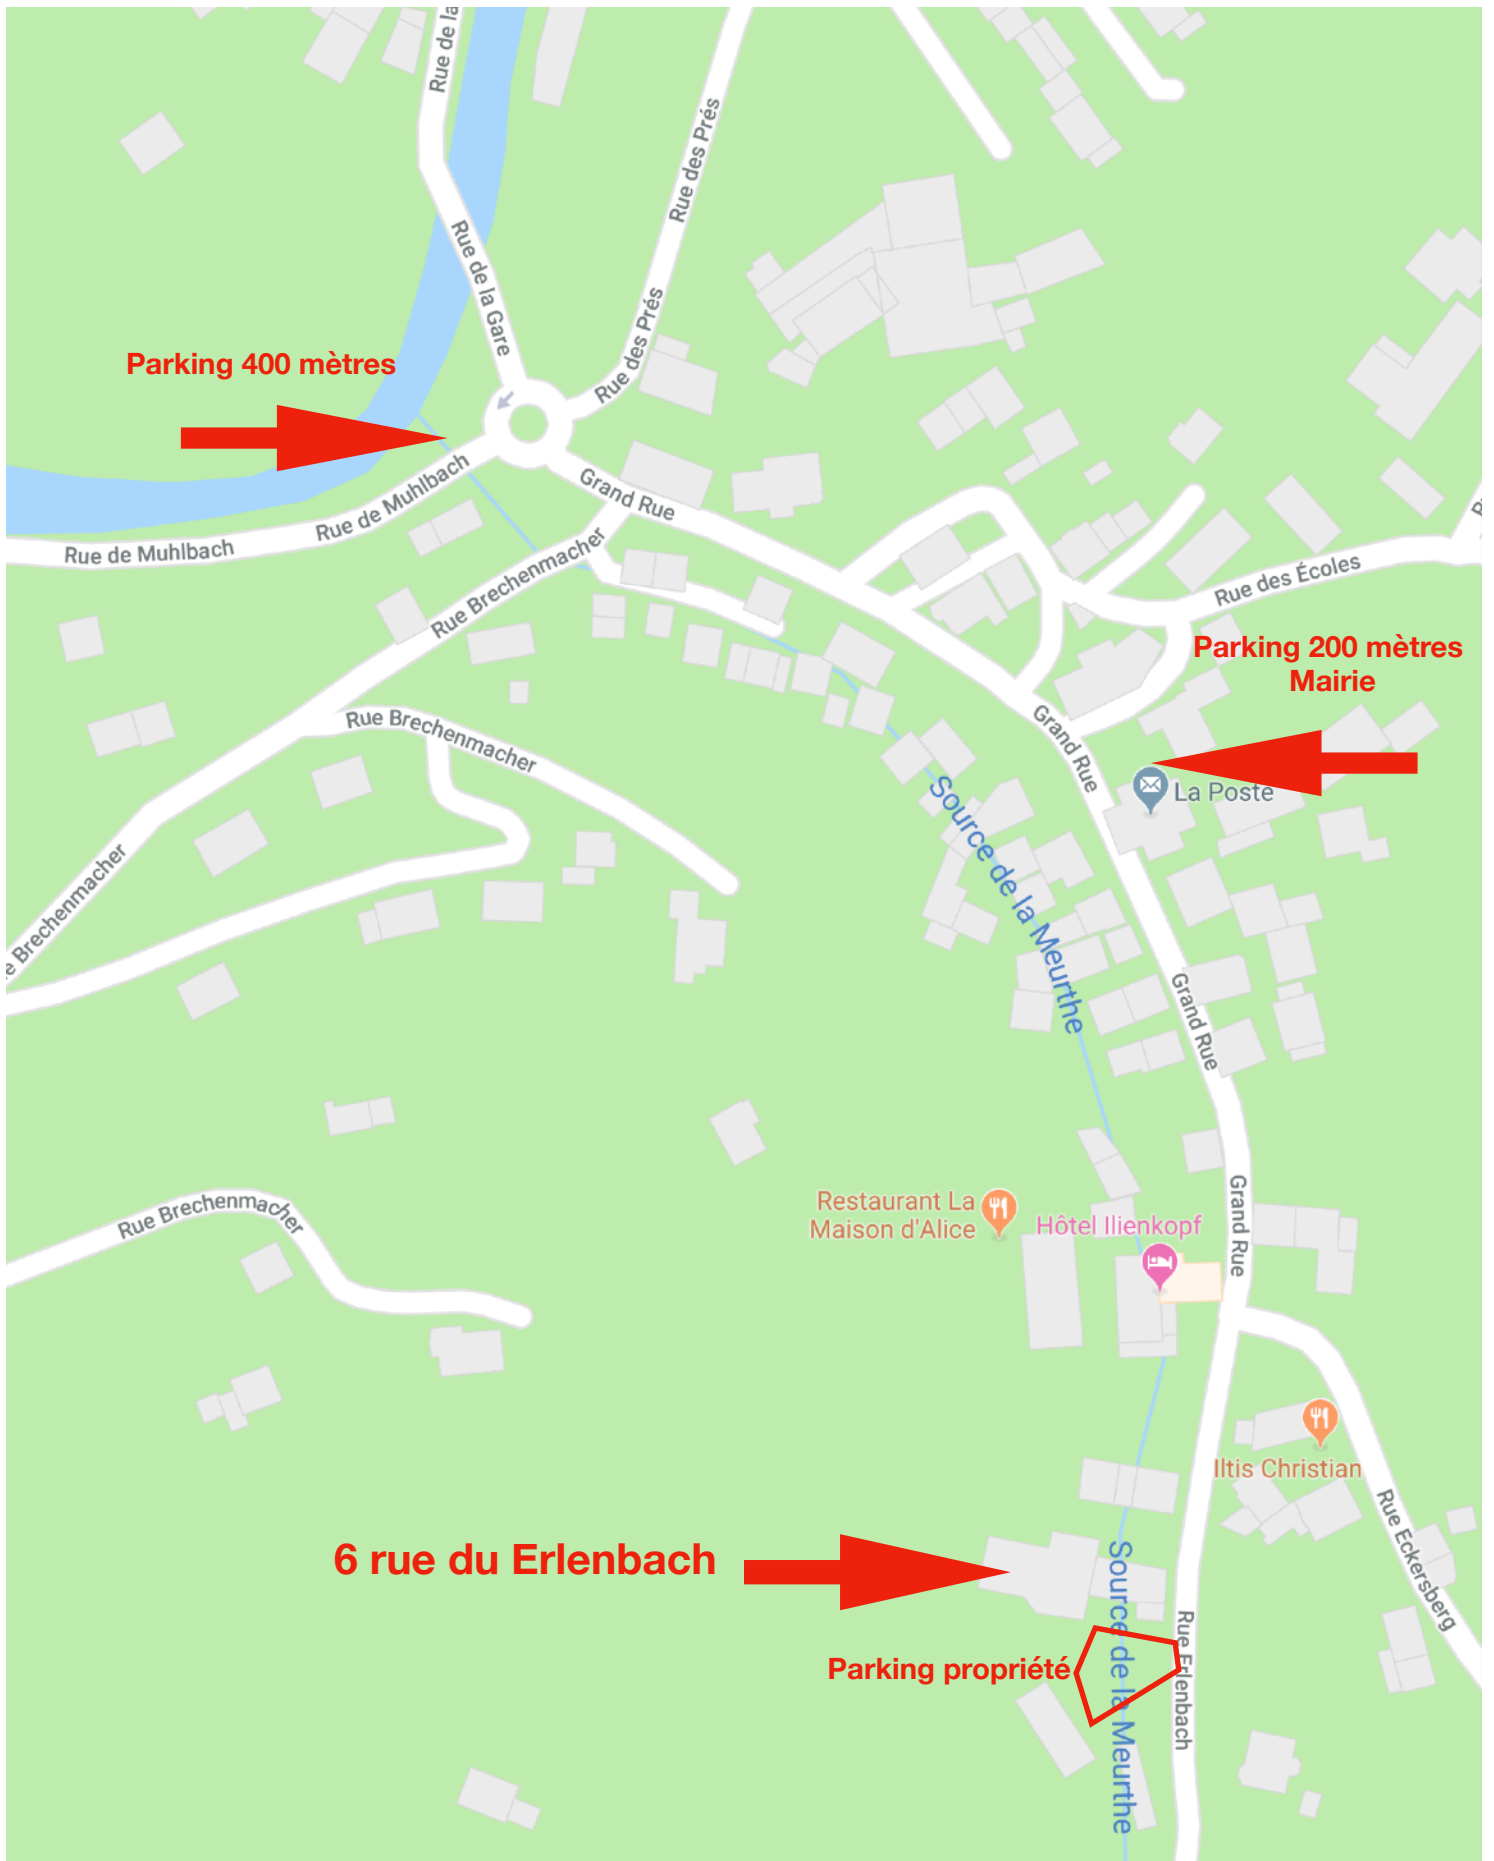 Rue de la
Rue des Prés
Rue de la Gare
Rue des Prés
Parking 400 mètres
Grand Rue
Rue de Muhlbach
Rue de Muhlbach
Rue Brechenmacher
Rue des Écoles
Parking 200 mètres
Mairie
Grand Rue
Rue Brechenmacher
La Poste
Source de la Meurthe
e Brechenmacher
Grand Rue
Grand Rue
Rue Brechenmacher
Restaurant La
Maison d'Alice
Hôtel Ilienkopf
Iltis Christian
Rue Eckersberg
6 rue du Erlenbach
Source de la Meurthe
Rue Erlenbach
Parking propriété